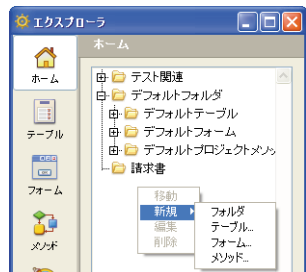 エクスプローラ
ホーム
ホーム
テスト関連
デフォルトフォルダ
デフォルトテーブル
テーブル
デフォルトフォーム
デフォルトプロジェクトメソッ
請求書
フォーム
移動
新規
フォルダ
編集
テーブル...
削除
フォーム...
メソッド...
メソッド